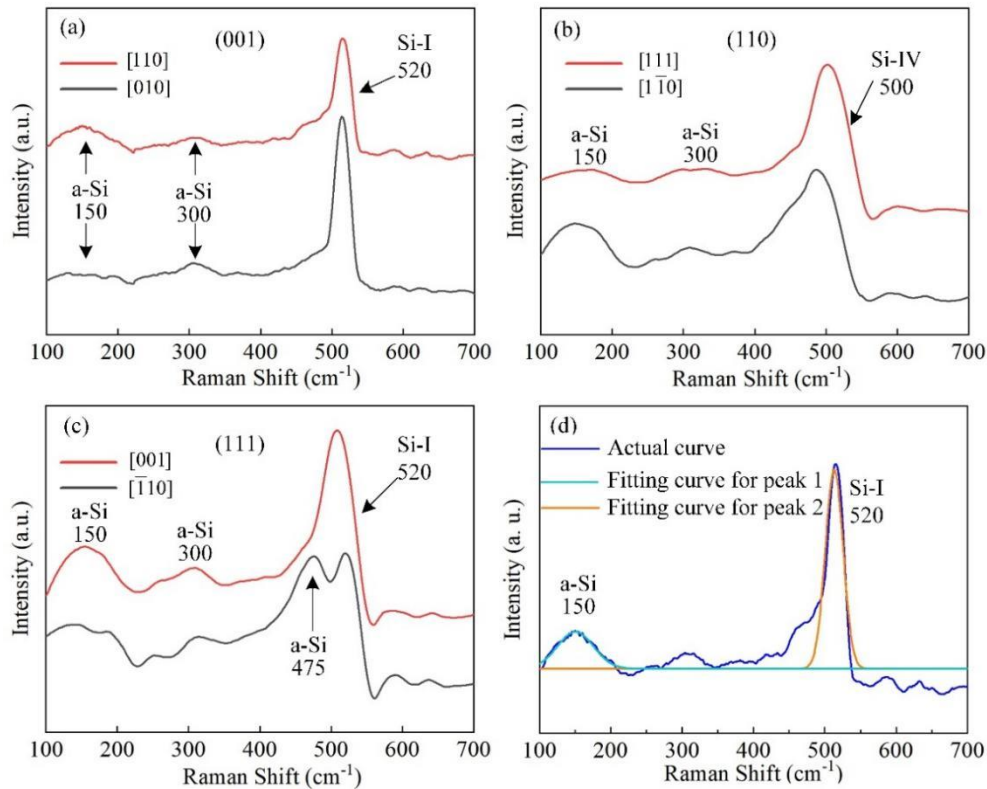 (a)
(001)
[110]
[010]
Si-I
520
a-Si
150
a-Si
300
Intensity (a.u.)
100 200 300 400 500 600 700
Raman Shift (cm⁻¹)
(b)
(110)
[111]
[11̅0]
Si-IV
500
a-Si
150
a-Si
300
Intensity (a.u.)
100 200 300 400 500 600 700
Raman Shift (cm⁻¹)
(c)
(111)
[001]
[1̅10]
Si-I
520
a-Si
150
a-Si
300
a-Si
475
Intensity (a.u.)
100 200 300 400 500 600 700
Raman Shift (cm⁻¹)
(d)
Actual curve
Fitting curve for peak 1
Fitting curve for peak 2
Si-I
520
a-Si
150
Intensity (a. u.)
100 200 300 400 500 600 700
Raman Shift (cm⁻¹)